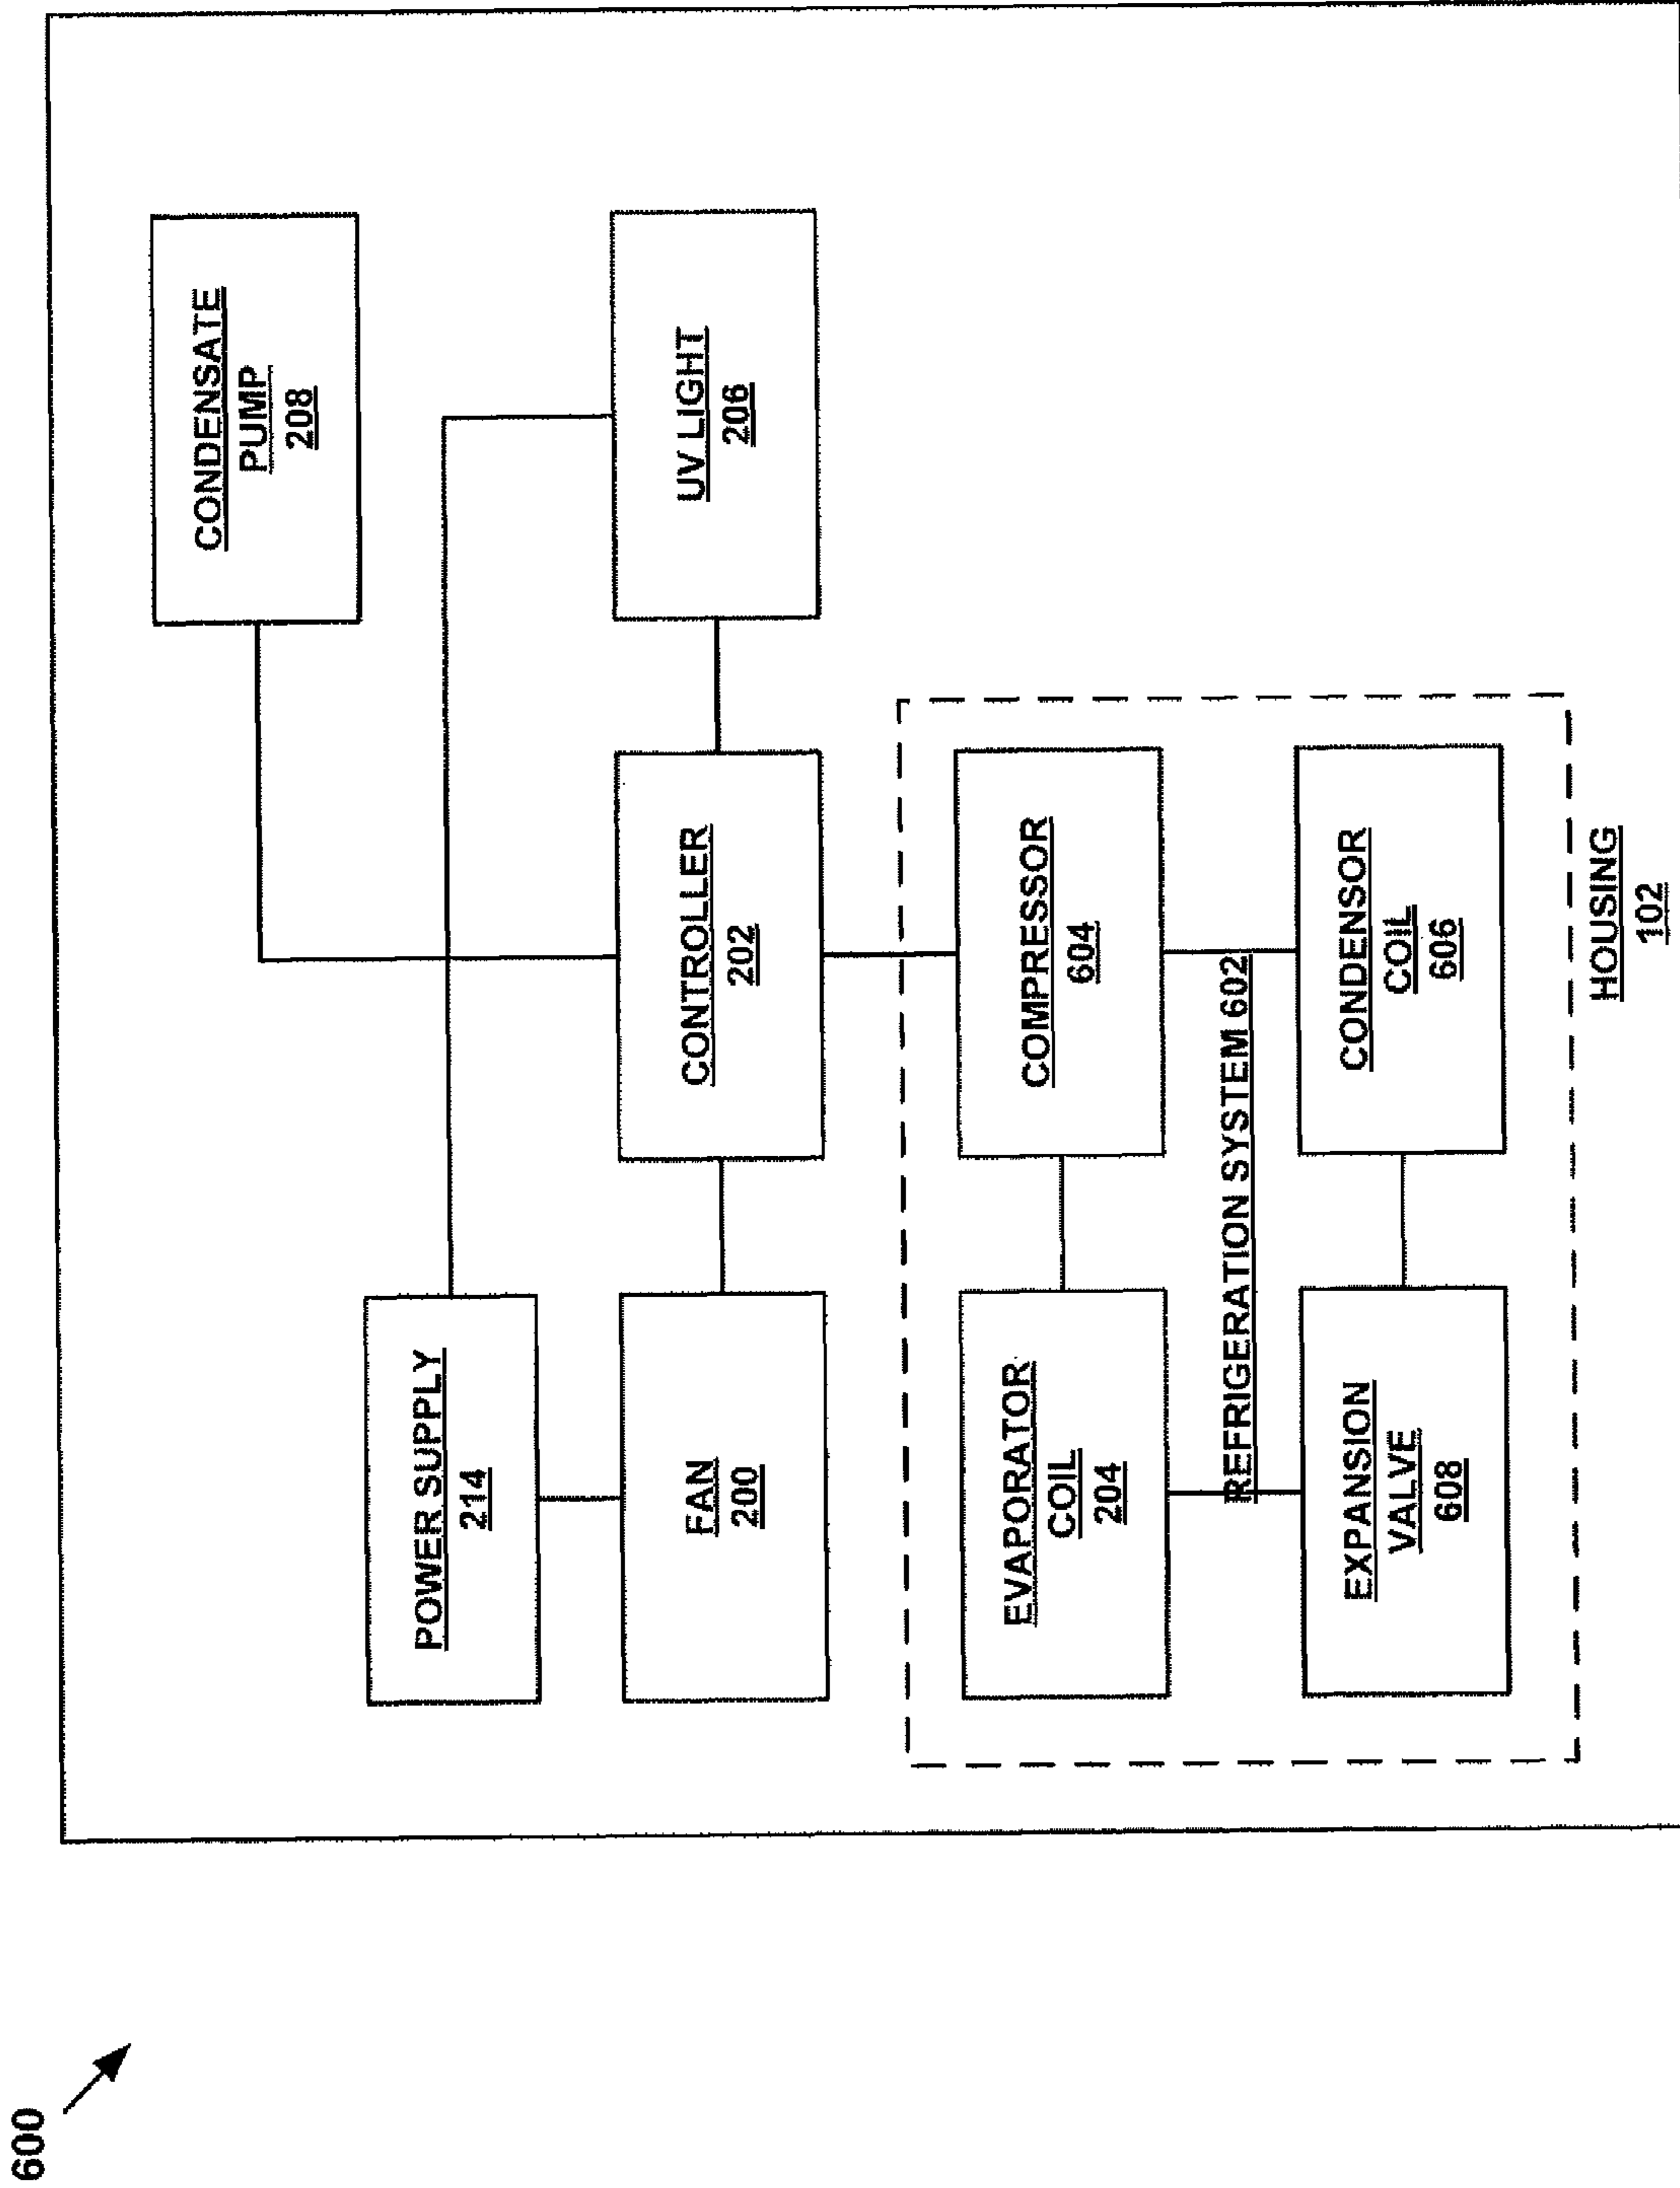 600
CONDENSATE
PUMP
208
POWER SUPPLY
214
FAN
200
CONTROLLER
202
UV LIGHT
206
EVAPORATOR
COIL
204
COMPRESSOR
604
REFRIGERATION SYSTEM 602
EXPANSION
VALVE
608
CONDENSOR
COIL
606
HOUSING
102